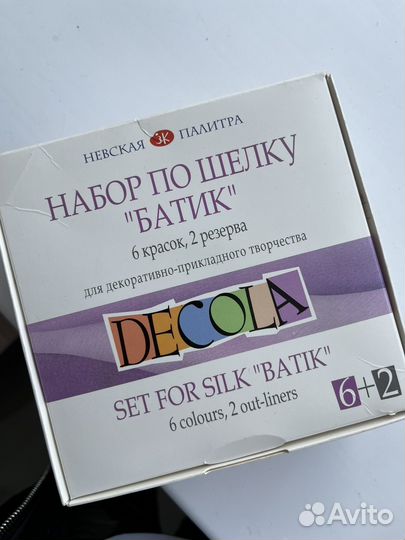 НЕВСКАЯ ЗК ПАЛИТРА
НАБОР ПО ШЕЛКУ
"БАТИК"
6 красок, 2 резерва
для декоративно-прикладного творчества
DECOLA
SET FOR SILK "BATIK"
6 colours, 2 out-liners
6+2
Avito